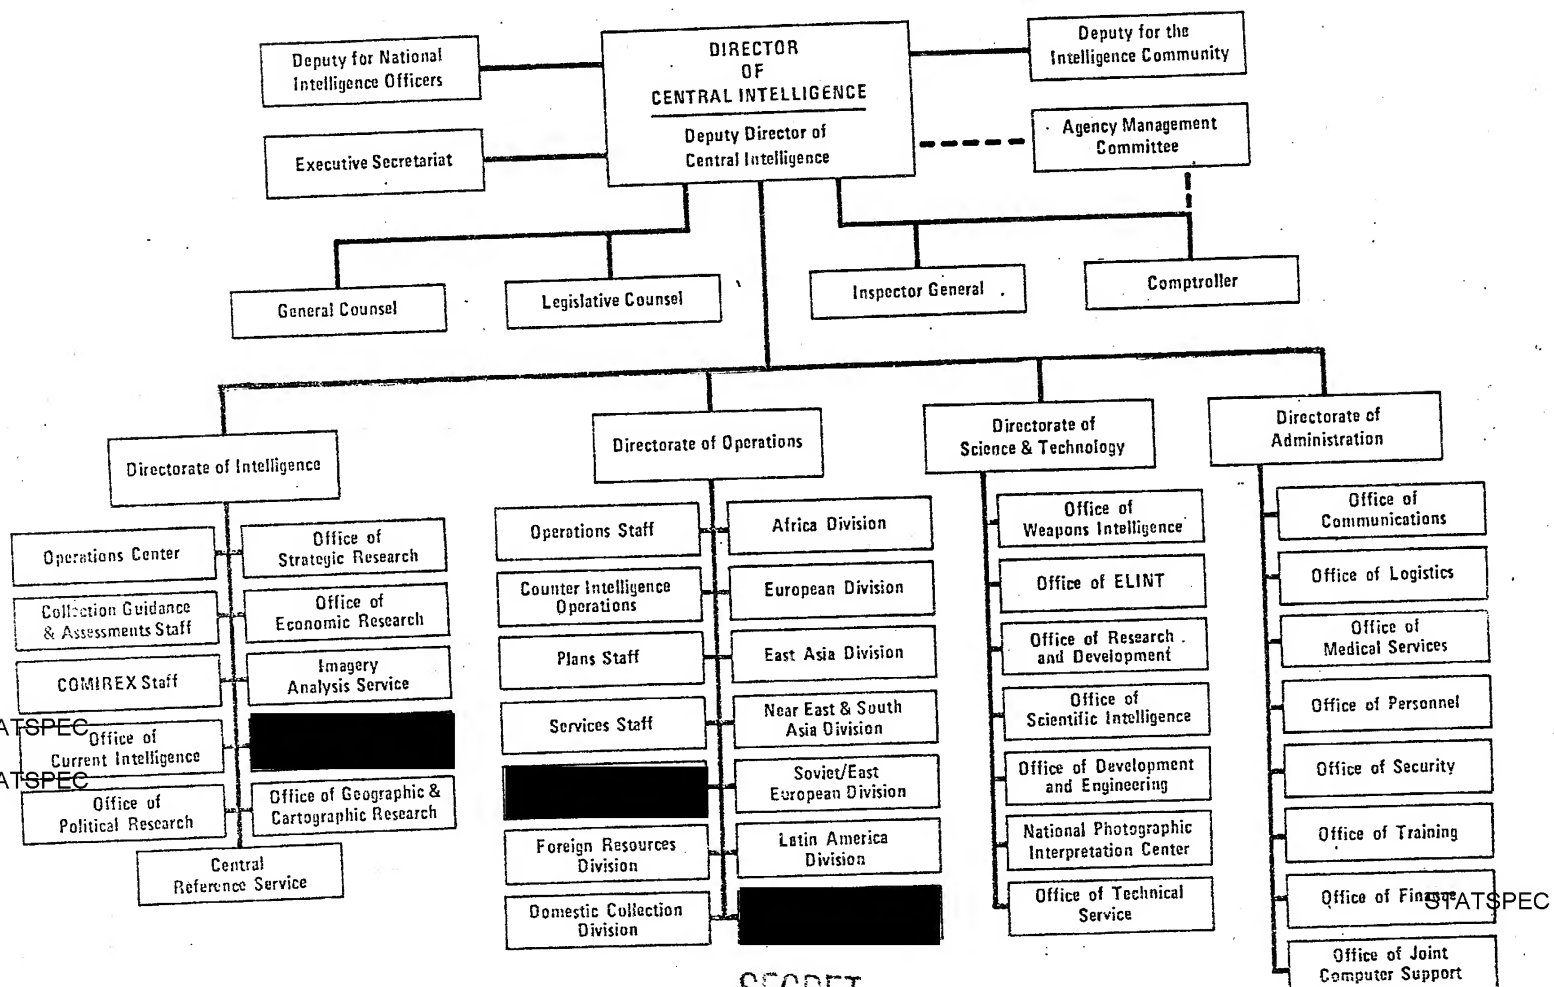 Deputy for National
Intelligence Officers
DIRECTOR
OF
CENTRAL INTELLIGENCE
Deputy Director of
Central Intelligence
Deputy for the
Intelligence Community
Executive Secretariat
Agency Management
Committee
General Counsel
Legislative Counsel
Inspector General
Comptroller
Directorate of Intelligence
Directorate of Operations
Directorate of
Science & Technology
Directorate of
Administration
Operations Center
Office of
Strategic Research
Collection Guidance
& Assessments Staff
Office of
Economic Research
COMIREX Staff
Imagery
Analysis Service
ATSPEC
Office of
Current Intelligence
ATSPEC
Office of
Political Research
Office of Geographic &
Cartographic Research
Central
Reference Service
Operations Staff
Africa Division
Counter Intelligence
Operations
European Division
Plans Staff
East Asia Division
Services Staff
Near East & South
Asia Division
Soviet/East
European Division
Foreign Resources
Division
Latin America
Division
Domestic Collection
Division
Office of
Weapons Intelligence
Office of ELINT
Office of Research
and Development
Office of
Scientific Intelligence
Office of Development
and Engineering
National Photographic
Interpretation Center
Office of Technical
Service
Office of
Communications
Office of Logistics
Office of
Medical Services
Office of Personnel
Office of Security
Office of Training
Office of Finance
STATSPEC
Office of Joint
Computer Support
SECRET